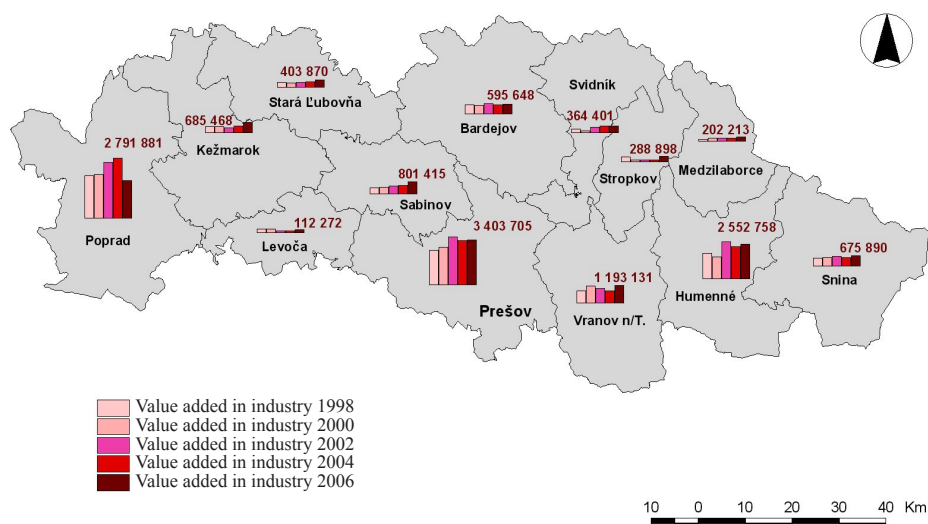 403 870
Stará Ľubovňa
595 648
Bardejov
Svidník
364 401
202 213
Medzilaborce
685 468
Kežmarok
288 898
Stropkov
2 791 881
Poprad
801 415
Sabinov
112 272
Levoča
3 403 705
Prešov
1 193 131
Vranov n/T.
2 552 758
Humenné
675 890
Snina
Value added in industry 1998
Value added in industry 2000
Value added in industry 2002
Value added in industry 2004
Value added in industry 2006
10 0 10 20 30 40 Km